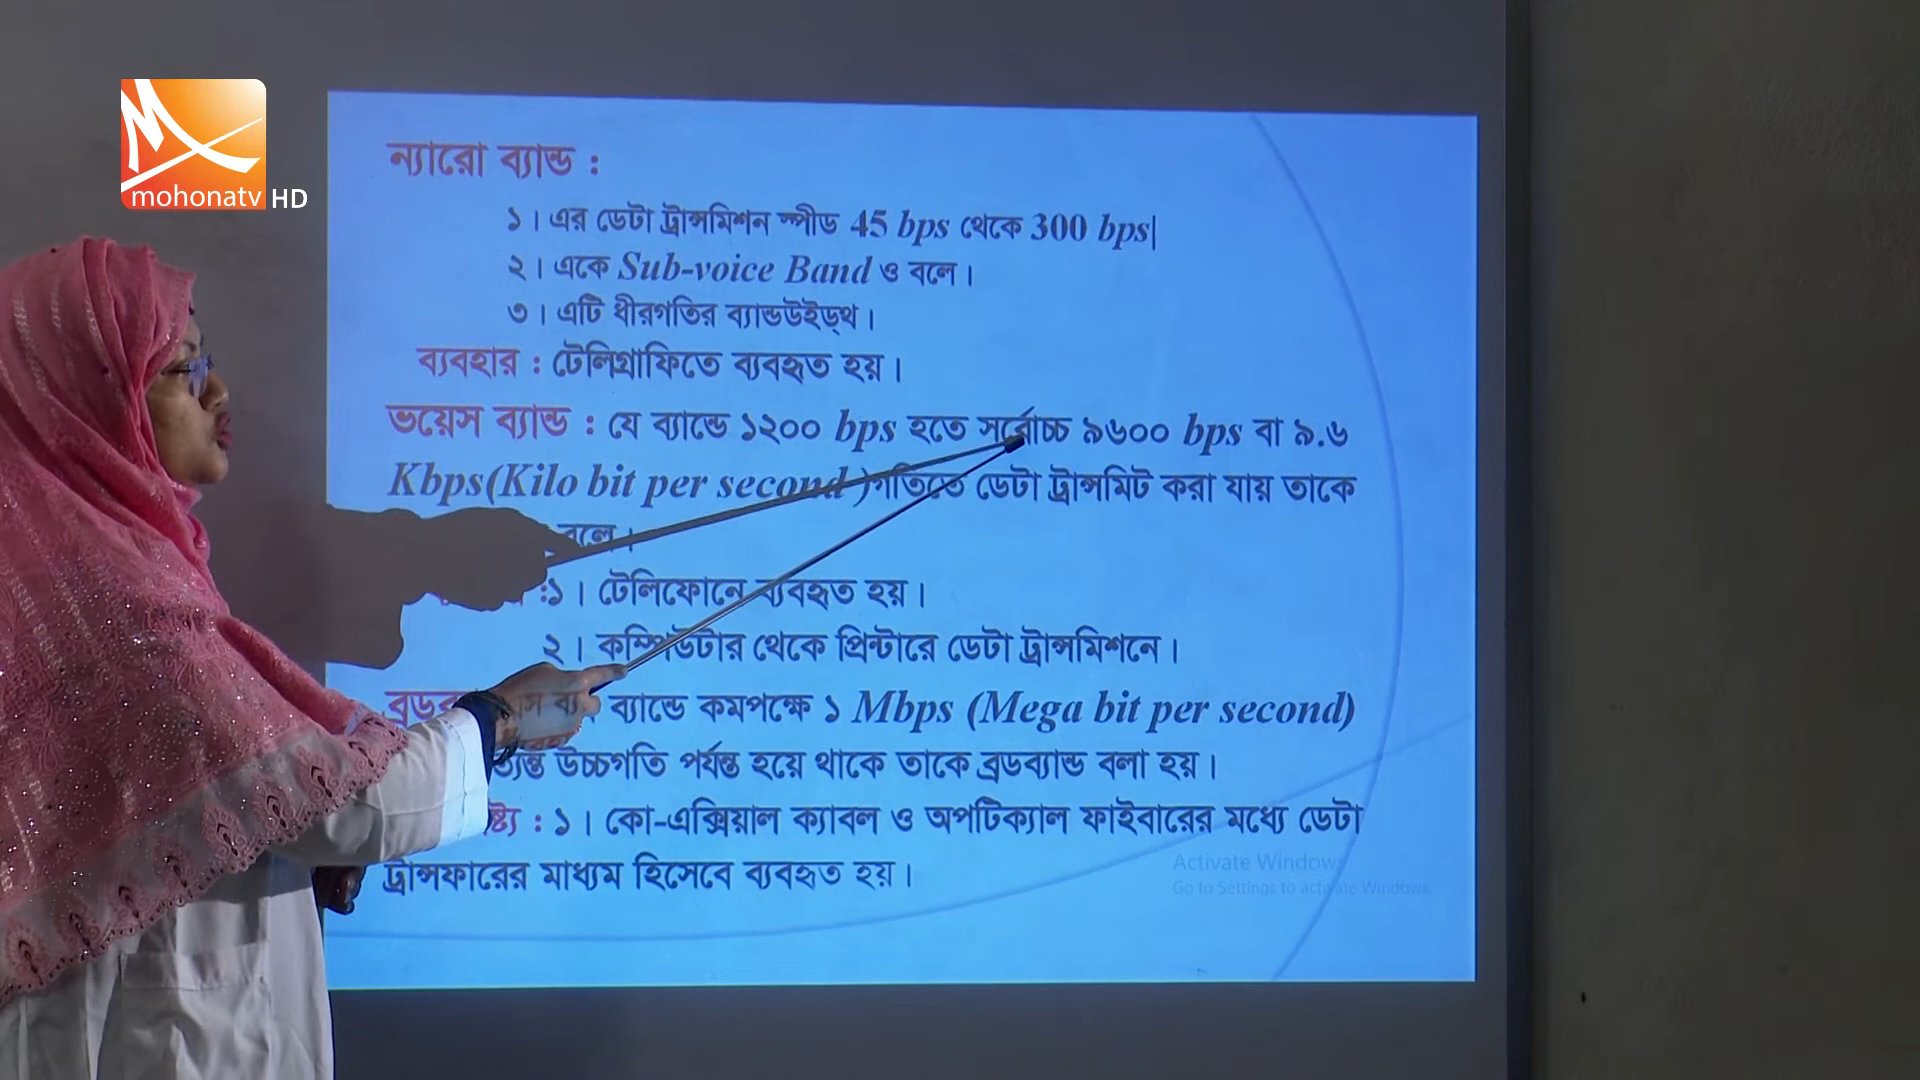 mohonatv HD
ন্যারো ব্যান্ড :
১। এর ডেটা ট্রান্সমিশন স্পীড 45 bps থেকে 300 bps|
২। একে Sub-voice Band ও বলে।
৩। এটি ধীরগতির ব্যান্ডউইড্থ।
ব্যবহার : টেলিগ্রাফিতে ব্যবহৃত হয়।
ভয়েস ব্যান্ড : যে ব্যান্ডে ১২০০ bps হতে সর্বোচ্চ ৯৬০০ bps বা ৯.৬
Kbps(Kilo bit per second )গতিতে ডেটা ট্রান্সমিট করা যায় তাকে
বলে।
:১। টেলিফোনে ব্যবহৃত হয়।
২। কম্পিউটার থেকে প্রিন্টারে ডেটা ট্রান্সমিশনে।
ব্যান্ডে কমপক্ষে ১ Mbps (Mega bit per second)
উচ্চগতি পর্যন্ত হয়ে থাকে তাকে ব্রডব্যান্ড বলা হয়।
: ১। কো-এক্সিয়াল ক্যাবল ও অপটিক্যাল ফাইবারের মধ্যে ডেটা
ট্রান্সফারের মাধ্যম হিসেবে ব্যবহৃত হয়।
Activate Windows
Go to Settings to activate Windows.